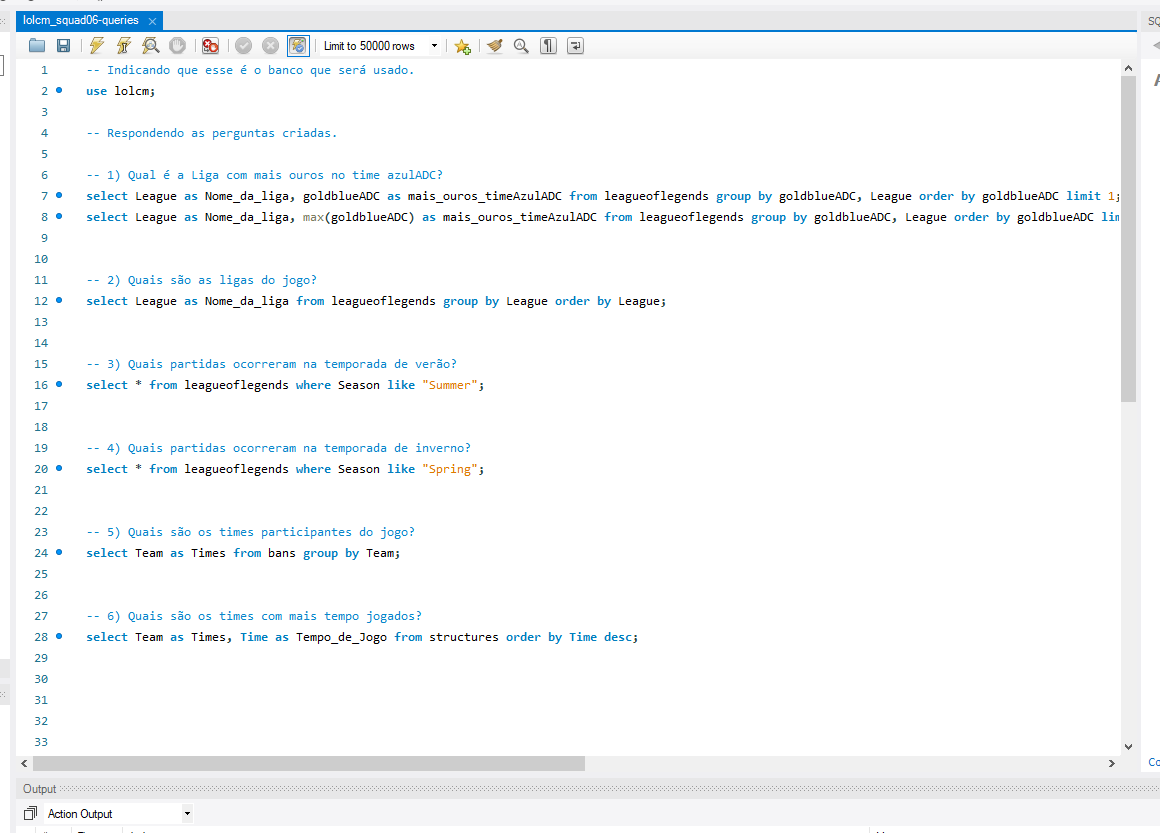 lolcm_squad06-queries
SQ
Limit to 50000 rows
1 -- Indicando que esse é o banco que será usado.
2 use lolcm;
3
4 -- Respondendo as perguntas criadas.
5
6 -- 1) Qual é a Liga com mais ouros no time azulADC?
7 select League as Nome_da_liga, goldblueADC as mais_ouros_timeAzulADC from leagueoflegends group by goldblueADC, League order by goldblueADC limit 1;
8 select League as Nome_da_liga, max(goldblueADC) as mais_ouros_timeAzulADC from leagueoflegends group by goldblueADC, League order by goldblueADC lim
9
10
11 -- 2) Quais são as ligas do jogo?
12 select League as Nome_da_liga from leagueoflegends group by League order by League;
13
14
15 -- 3) Quais partidas ocorreram na temporada de verão?
16 select * from leagueoflegends where Season like "Summer";
17
18
19 -- 4) Quais partidas ocorreram na temporada de inverno?
20 select * from leagueoflegends where Season like "Spring";
21
22
23 -- 5) Quais são os times participantes do jogo?
24 select Team as Times from bans group by Team;
25
26
27 -- 6) Quais são os times com mais tempo jogados?
28 select Team as Times, Time as Tempo_de_Jogo from structures order by Time desc;
29
30
31
32
33
Co
Output
Action Output